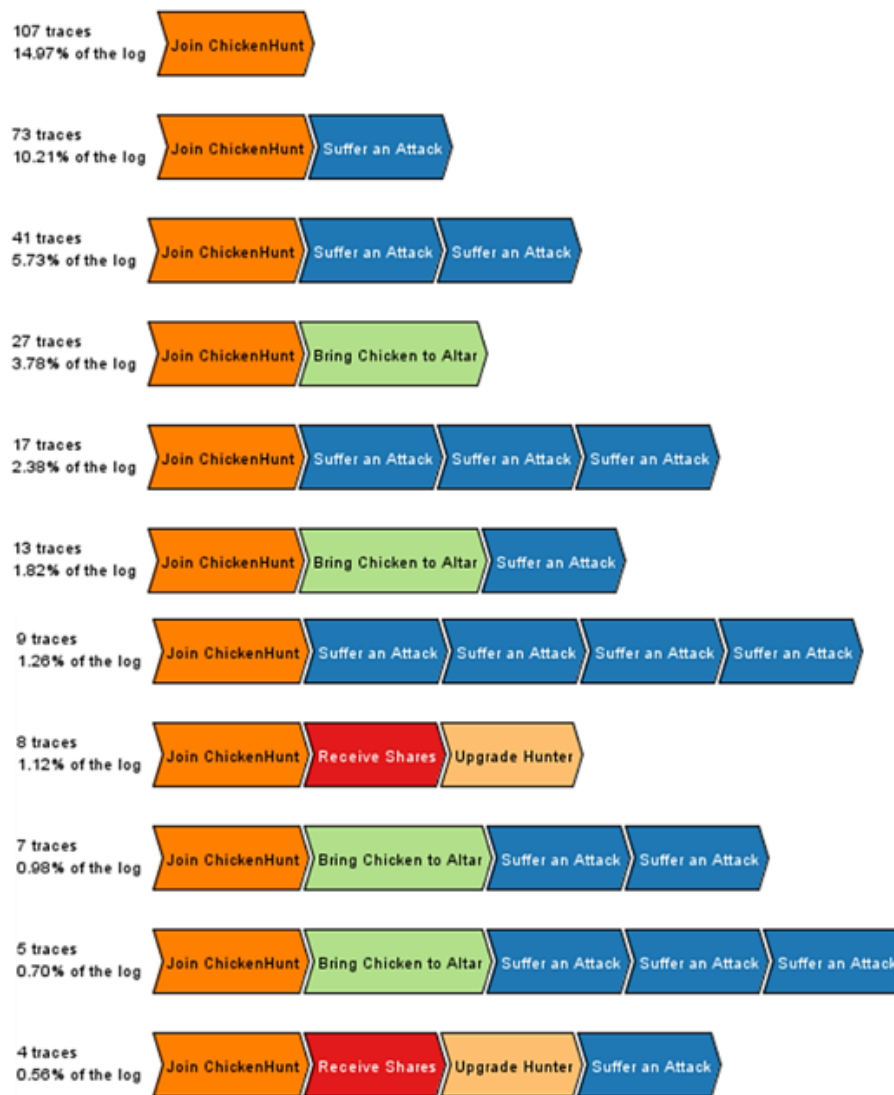 107 traces
14.97% of the log
Join ChickenHunt
73 traces
10.21% of the log
Join ChickenHunt Suffer an Attack
41 traces
5.73% of the log
Join ChickenHunt Suffer an Attack Suffer an Attack
27 traces
3.78% of the log
Join ChickenHunt Bring Chicken to Altar
17 traces
2.38% of the log
Join ChickenHunt Suffer an Attack Suffer an Attack Suffer an Attack
13 traces
1.82% of the log
Join ChickenHunt Bring Chicken to Altar Suffer an Attack
9 traces
1.26% of the log
Join ChickenHunt Suffer an Attack Suffer an Attack Suffer an Attack Suffer an Attack
8 traces
1.12% of the log
Join ChickenHunt Receive Shares Upgrade Hunter
7 traces
0.98% of the log
Join ChickenHunt Bring Chicken to Altar Suffer an Attack Suffer an Attack
5 traces
0.70% of the log
Join ChickenHunt Bring Chicken to Altar Suffer an Attack Suffer an Attack Suffer an Attack
4 traces
0.56% of the log
Join ChickenHunt Receive Shares Upgrade Hunter Suffer an Attack